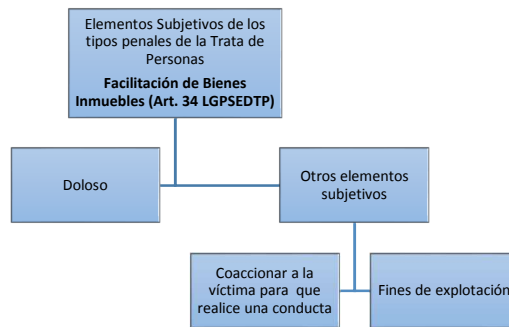 Elementos Subjetivos de los
tipos penales de la Trata de
Personas
Facilitación de Bienes
Inmuebles (Art. 34 LGPSEDTP)
Doloso
Otros elementos
subjetivos
Coaccionar a la
víctima para que
realice una conducta
Fines de explotación